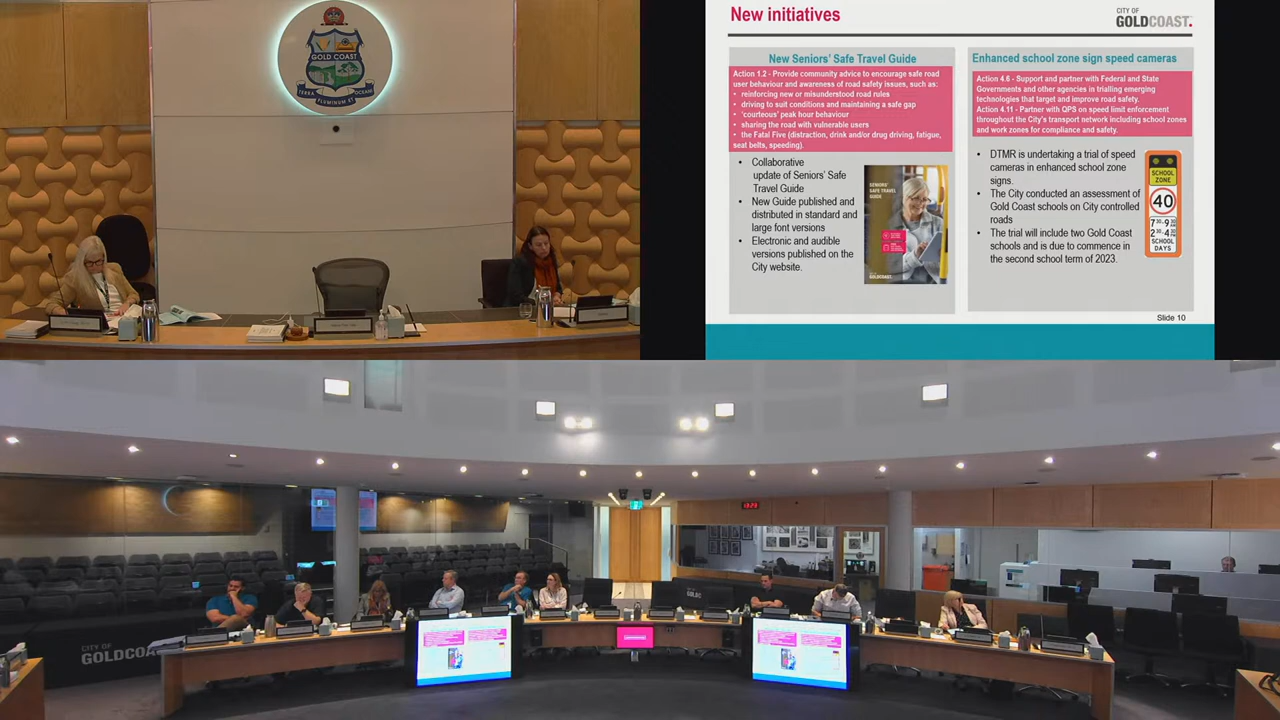 GOLD COAST
New initiatives
CITY OF
GOLDCOAST.
New Seniors' Safe Travel Guide
Action 1.2 - Provide community advice to encourage safe road
user behaviour and awareness of road safety issues, such as:
• reinforcing new or misunderstood road rules
• driving to suit conditions and maintaining a safe gap
• 'courteous' peak hour behaviour
• sharing the road with vulnerable users
• the Fatal Five (distraction, drink and/or drug driving, fatigue,
seat belts, speeding).
• Collaborative
update of Seniors' Safe
Travel Guide
• New Guide published and
distributed in standard and
large font versions
• Electronic and audible
versions published on the
City website.
SENIORS'
SAFE TRAVEL
GUIDE
GOLDCOAST
Enhanced school zone sign speed cameras
Action 4.6 - Support and partner with Federal and State
Governments and other agencies in trialling emerging
technologies that target and improve road safety.
Action 4.11 - Partner with QPS on speed limit enforcement
throughout the City's transport network including school zones
and work zones for compliance and safety.
• DTMR is undertaking a trial of speed
cameras in enhanced school zone
signs.
• The City conducted an assessment of
Gold Coast schools on City controlled
roads
• The trial will include two Gold Coast
schools and is due to commence in
the second school term of 2023.
SCHOOL
ZONE
40
SCHOOL
DAYS
Slide 10
CITY OF
GOLDCOA